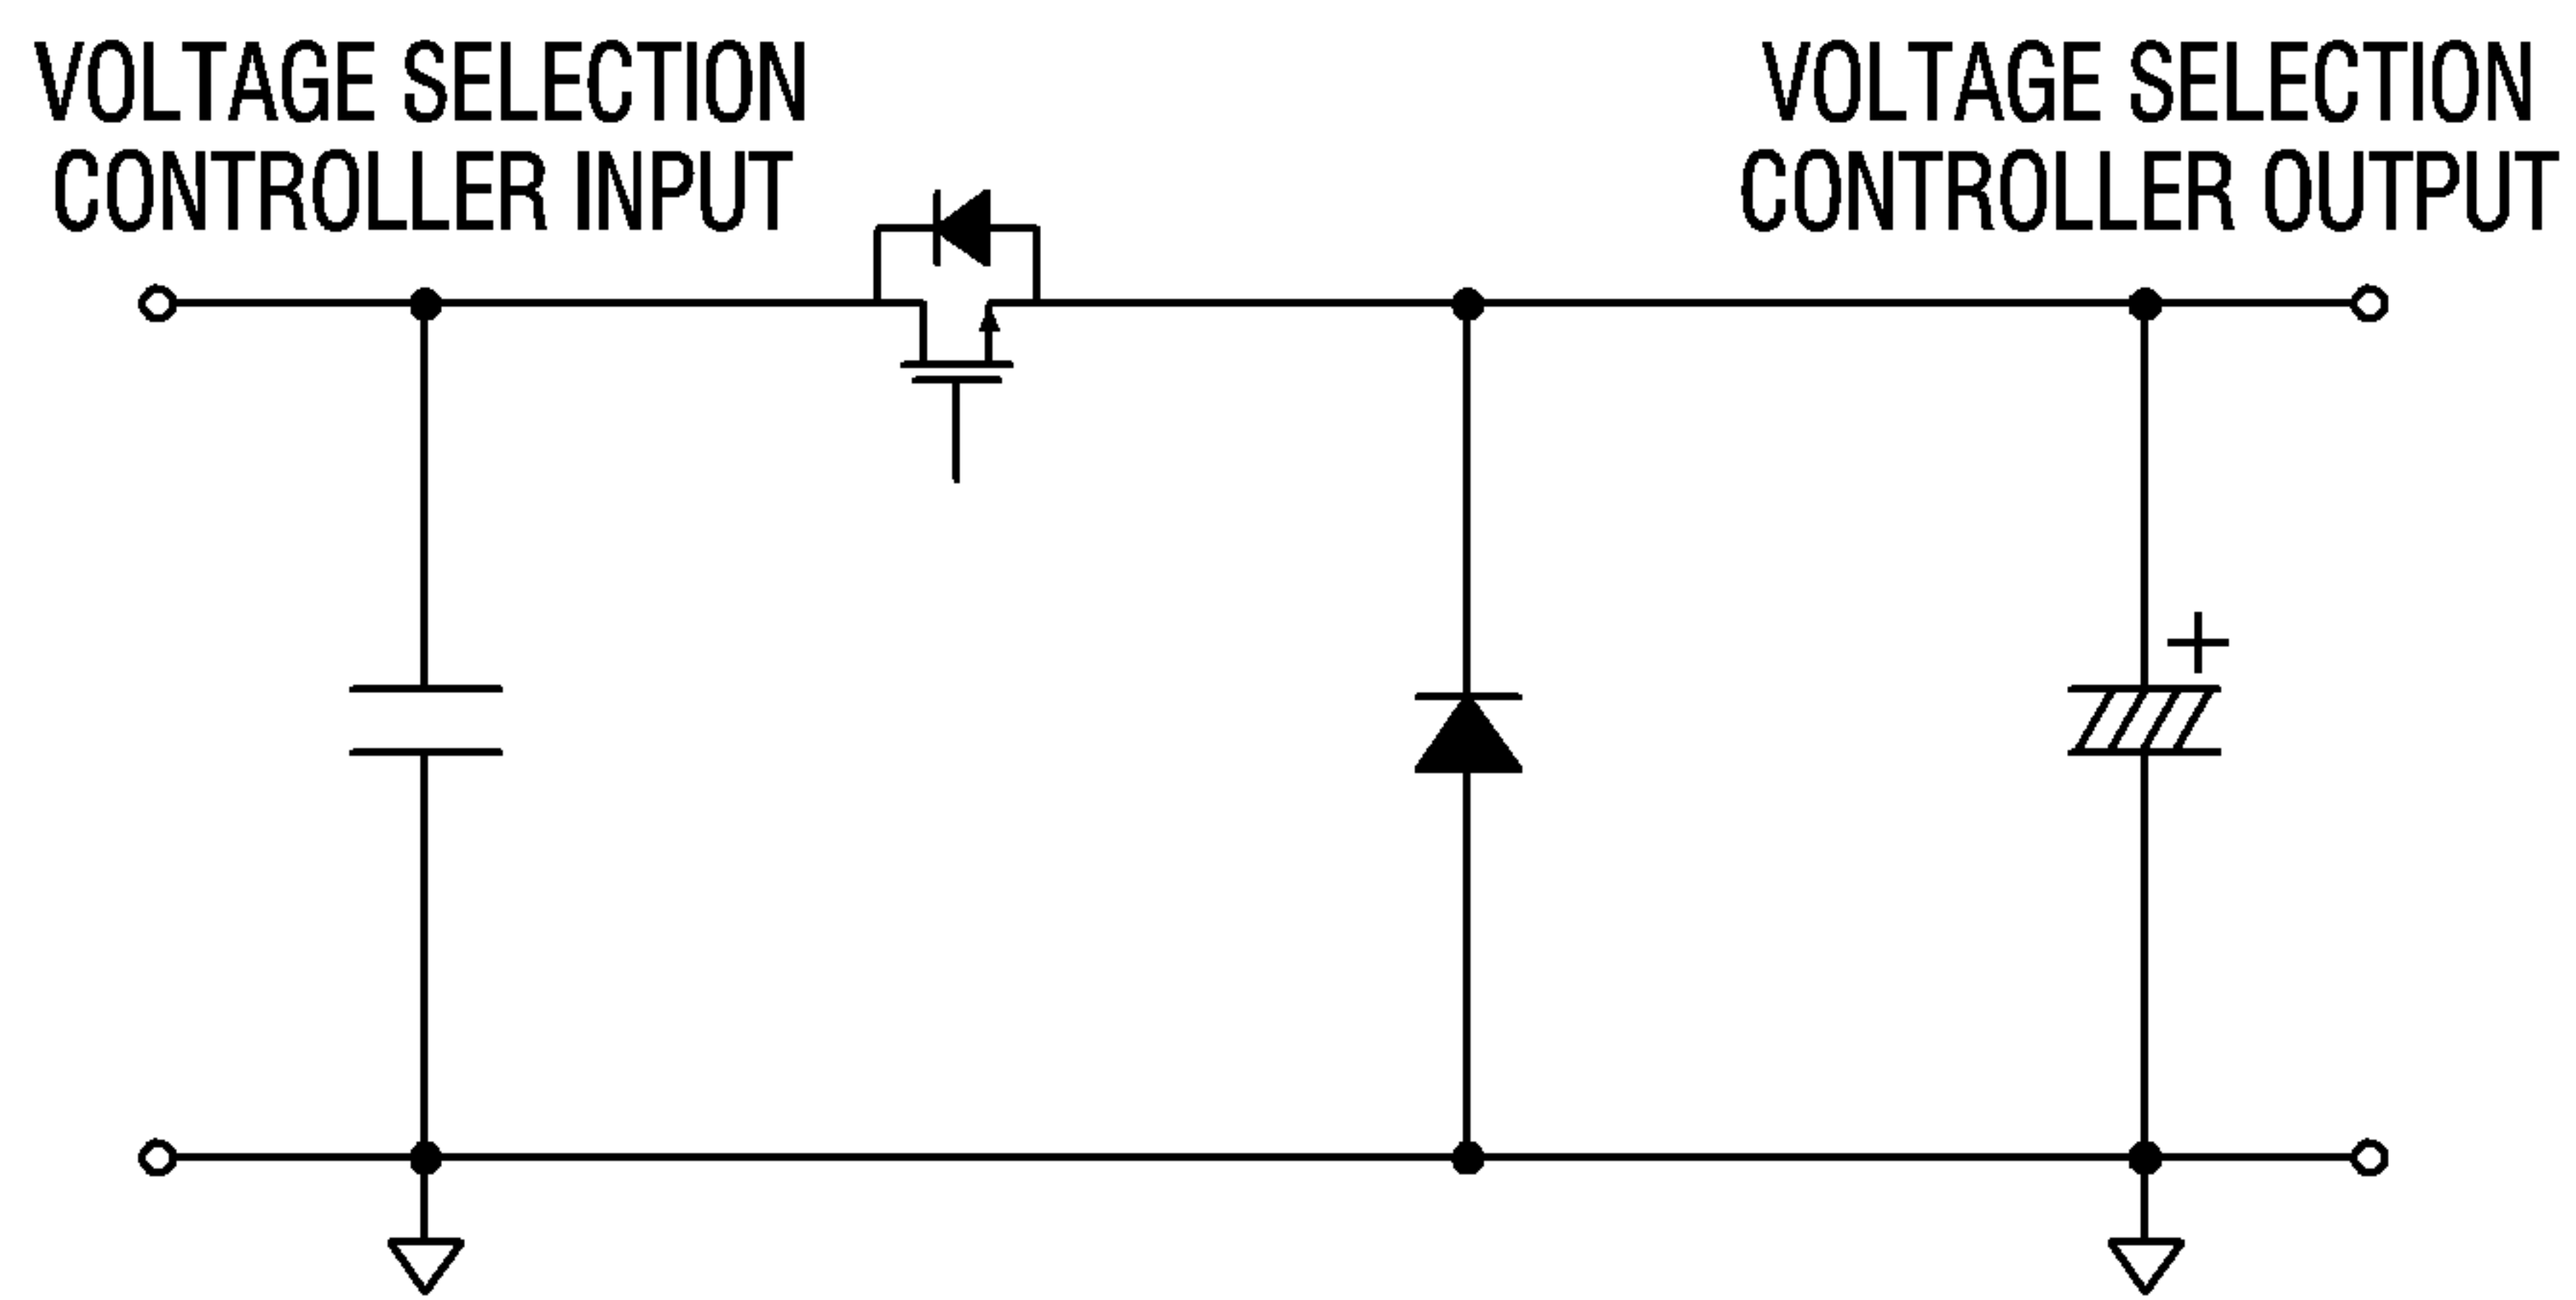 VOLTAGE SELECTION
CONTROLLER INPUT
VOLTAGE SELECTION
CONTROLLER OUTPUT
+